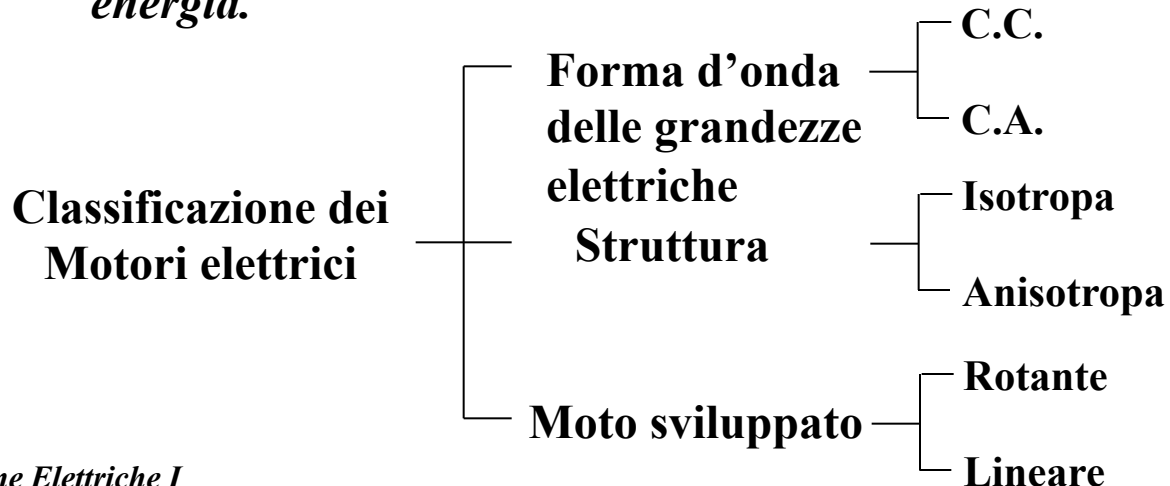 energia.
Classificazione dei
Motori elettrici
Forma d’onda
delle grandezze
elettriche
C.C.
C.A.
Struttura
Isotropa
Anisotropa
Moto sviluppato
Rotante
Lineare
ne Elettriche I